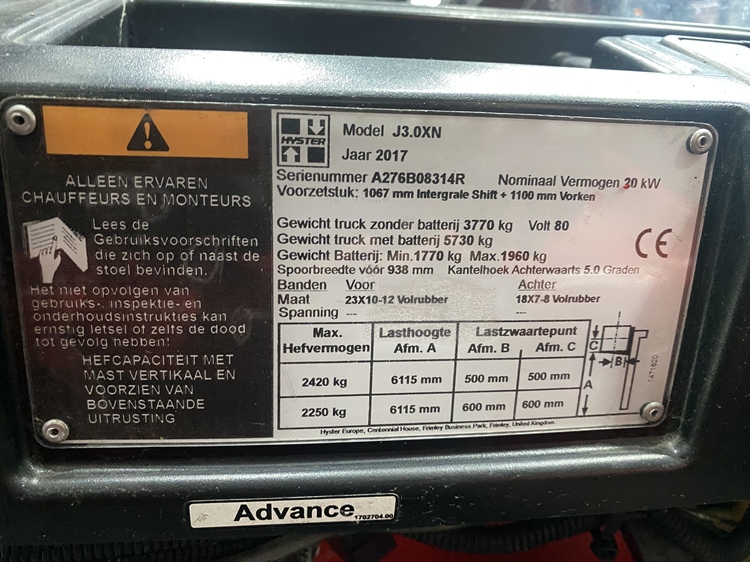 ALLEEN ERVAREN
CHAUFFEURS EN MONTEURS
Lees de
Gebruiksvoorschriften
die zich op of naast de
stoel bevinden.
Het niet opvolgen van
gebruiks-, inspektie- en
onderhoudsinstrukties kan
ernstig letsel of zelfs de dood
tot gevolg hebben!
HEFCAPACITEIT MET
MAST VERTIKAAL EN
VOORZIEN VAN
BOVENSTAANDE
UITRUSTING
HYSTER
Model J3.0XN
Jaar 2017
Serienummer A276B08314R Nominaal Vermogen 20 kW
Voorzetstuk: 1067 mm Intergrale Shift + 1100 mm Vorken
Gewicht truck zonder batterij 3770 kg Volt 80
Gewicht truck met batterij 5730 kg
Gewicht Batterij: Min.1770 kg Max.1960 kg
Spoorbreedte vóór 938 mm Kantelhoek Achterwaarts 5.0 Graden
CE
Banden Voor Achter
Maat 23X10-12 Volrubber 18X7-8 Volrubber
Spanning --- ---
Max. Hefvermogen Lasthoogte Afm. A Lastzwaartepunt Afm. B Afm. C
2420 kg 6115 mm 500 mm 500 mm
2250 kg 6115 mm 600 mm 600 mm
C
B
A
1471620
Hyster Europe, Centennial House, Frimley Business Park, Frimley, United Kingdom.
Advance 1702704.00